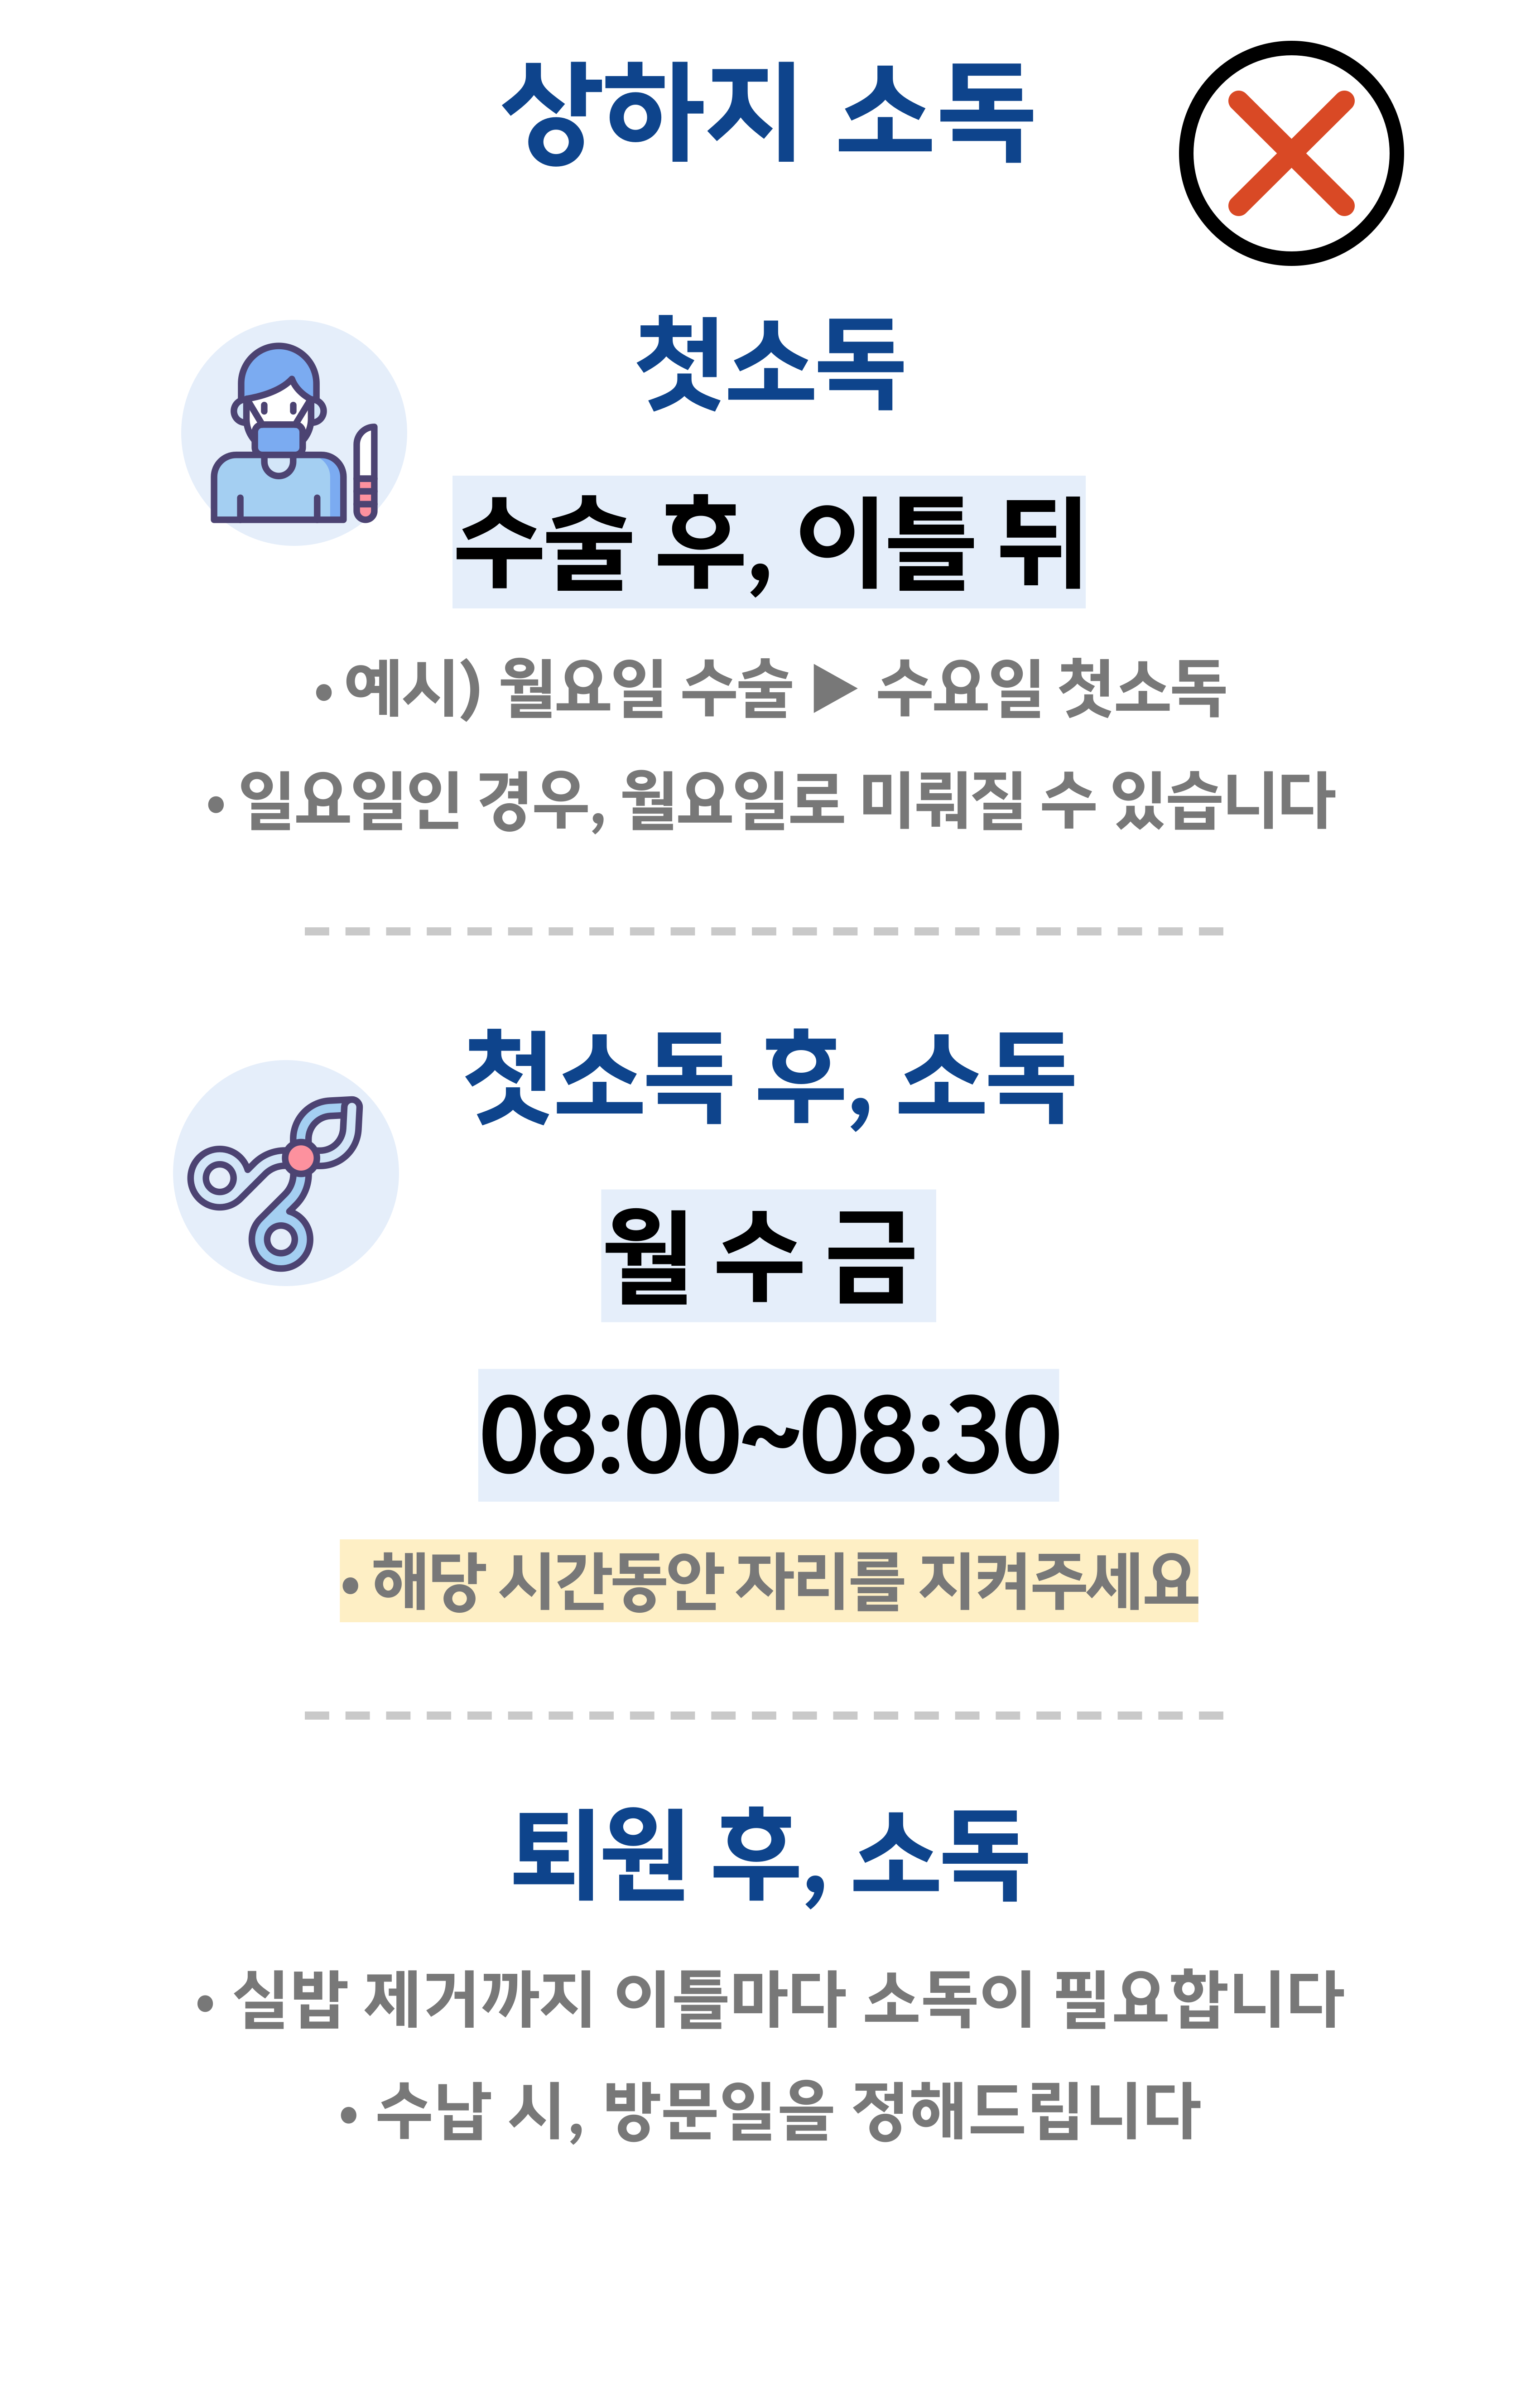 상하지 소독
첫소독
수술 후, 이틀 뒤
• 예시) 월요일 수술 ▶ 수요일 첫소독
• 일요일인 경우, 월요일로 미뤄질 수 있습니다
첫소독 후, 소독
월 수 금
08:00~08:30
• 해당 시간동안 자리를 지켜주세요
퇴원 후, 소독
• 실밥 제거까지 이틀마다 소독이 필요합니다
• 수납 시, 방문일을 정해드립니다